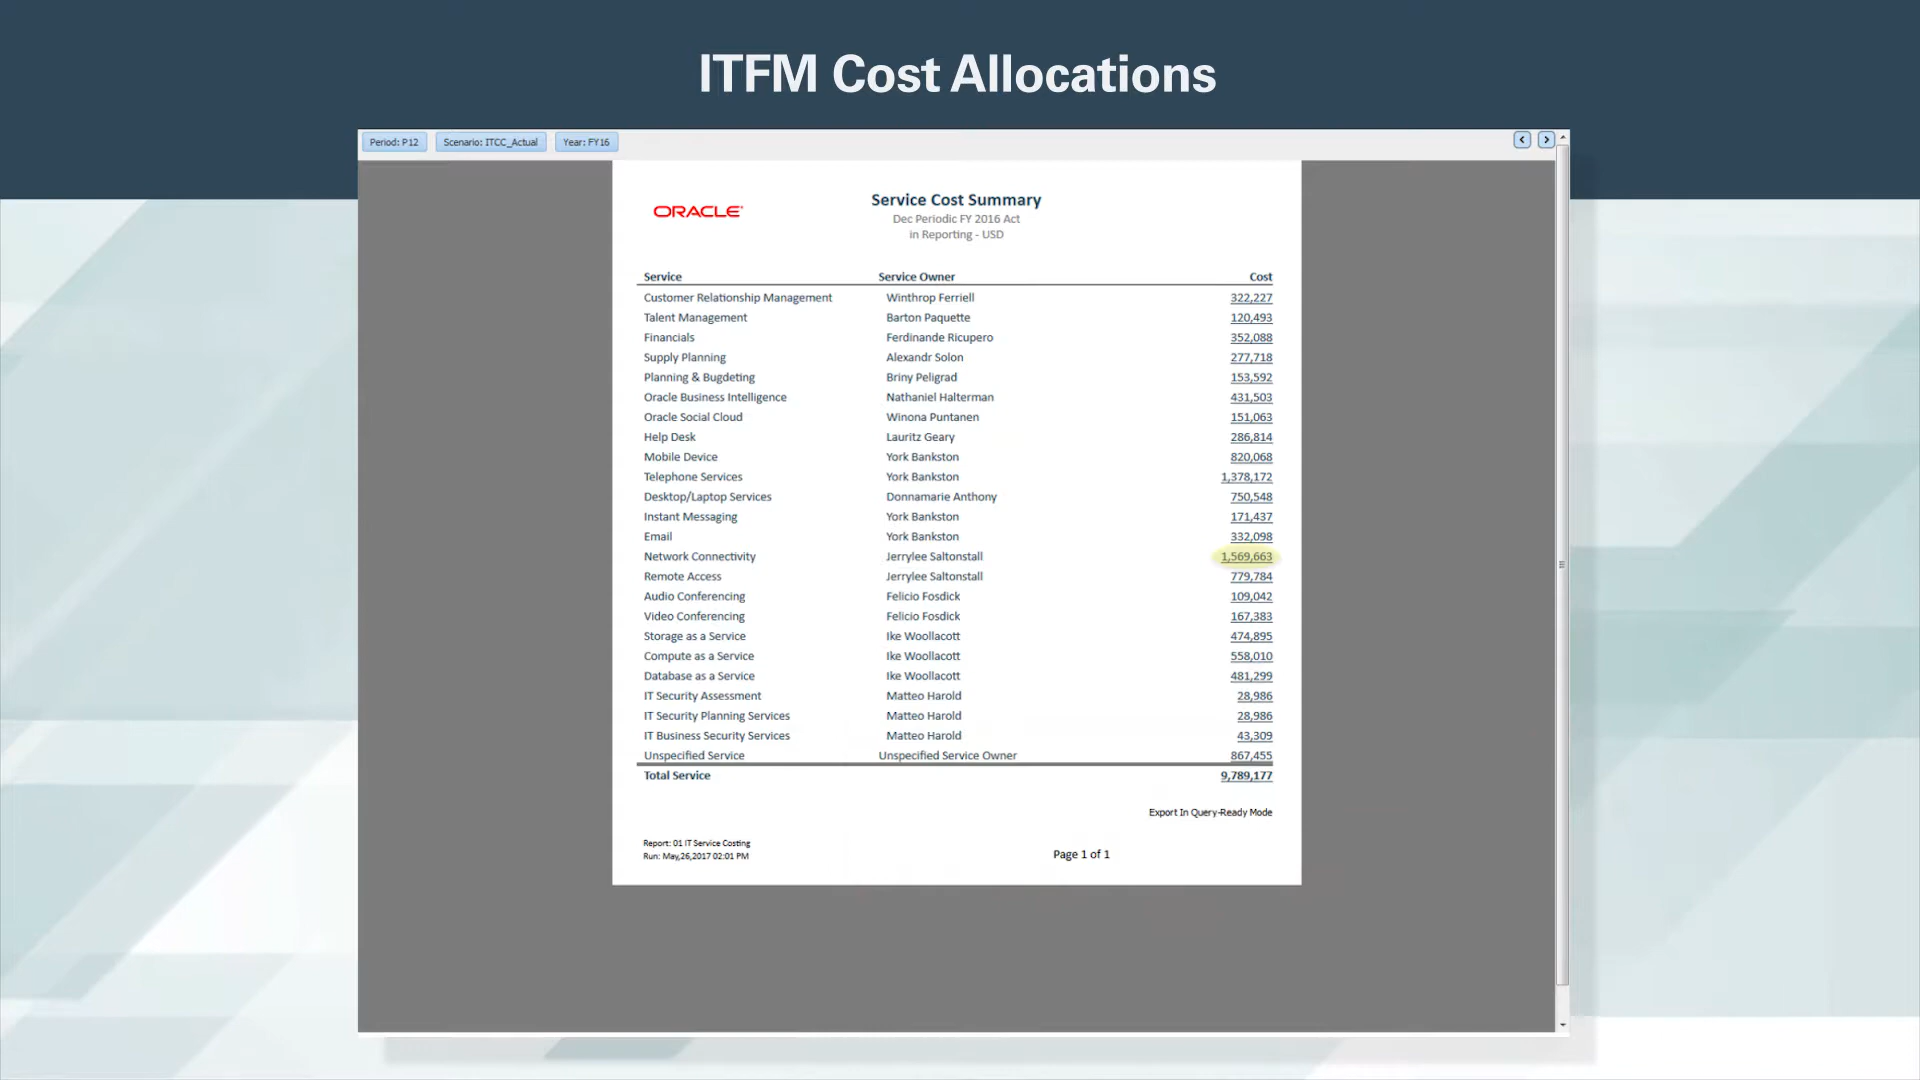 ITFM Cost Allocations
Period: P12 Scenario: ITCC_Actual Year: FY16
ORACLE
Service Cost Summary
Dec Periodic FY 2016 Act
in Reporting - USD
Service Service Owner Cost
Customer Relationship Management Winthrop Ferriell 322,227
Talent Management Barton Paquette 120,493
Financials Ferdinande Ricupero 352,088
Supply Planning Alexandr Solon 277,718
Planning & Bugdeting Briny Peligrad 153,592
Oracle Business Intelligence Nathaniel Halterman 431,503
Oracle Social Cloud Winona Puntanen 151,063
Help Desk Lauritz Geary 286,814
Mobile Device York Bankston 820,068
Telephone Services York Bankston 1,378,172
Desktop/Laptop Services Donnamarie Anthony 750,548
Instant Messaging York Bankston 171,437
Email York Bankston 332,098
Network Connectivity Jerrylee Saltonstall 1,569,663
Remote Access Jerrylee Saltonstall 779,784
Audio Conferencing Felicio Fosdick 109,042
Video Conferencing Felicio Fosdick 167,383
Storage as a Service Ike Woollacott 474,895
Compute as a Service Ike Woollacott 558,010
Database as a Service Ike Woollacott 481,299
IT Security Assessment Matteo Harold 28,986
IT Security Planning Services Matteo Harold 28,986
IT Business Security Services Matteo Harold 43,309
Unspecified Service Unspecified Service Owner 867,455
Total Service 9,789,177
Export In Query-Ready Mode
Report: 01 IT Service Costing
Run: May,26,2017 02:01 PM
Page 1 of 1